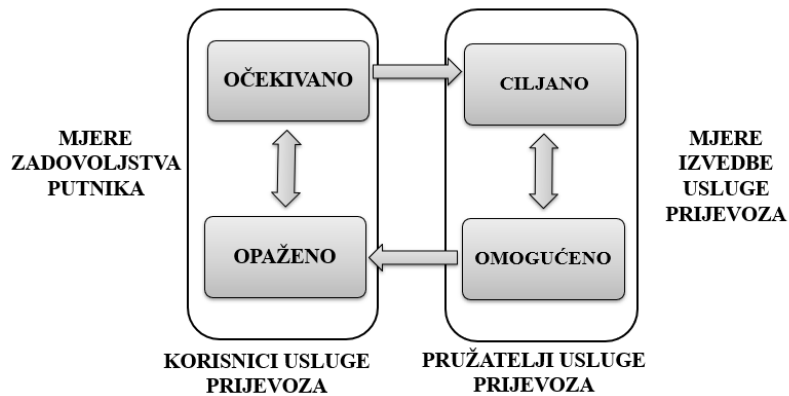 OČEKIVANO
CILJANO
MJERE
ZADOVOLJSTVA
PUTNIKA
MJERE
IZVEDBE
USLUGE
PRIJEVOZA
OPAŽENO
OMOGUĆENO
KORISNICI USLUGE
PRIJEVOZA
PRUŽATELJI USLUGE
PRIJEVOZA